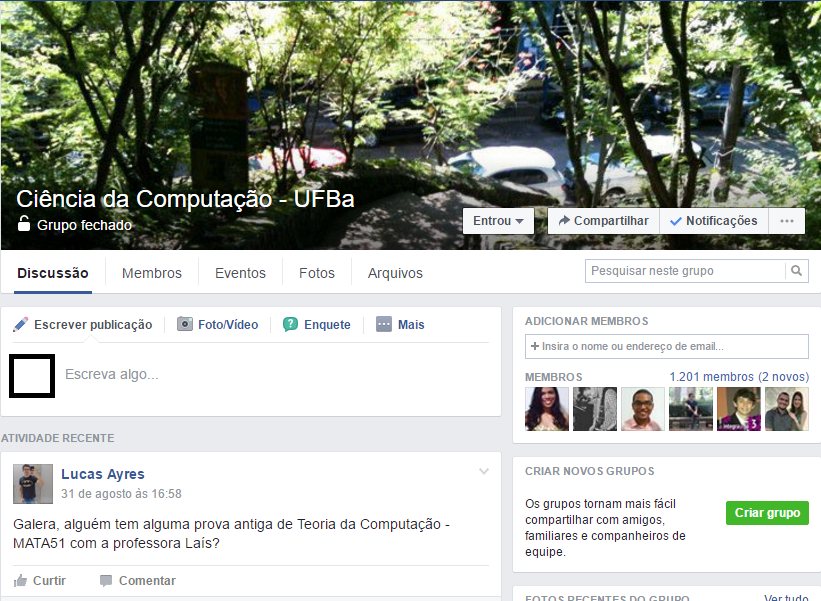 Ciência da Computação - UFBa
Grupo fechado
Entrou
Compartilhar
Notificações
Discussão
Membros
Eventos
Fotos
Arquivos
Pesquisar neste grupo
Escrever publicação
Foto/Vídeo
Enquete
Mais
Escreva algo...
ATIVIDADE RECENTE
Lucas Ayres
31 de agosto às 16:58
Galera, alguém tem alguma prova antiga de Teoria da Computação -
MATA51 com a professora Laís?
Curtir
Comentar
ADICIONAR MEMBROS
+ Insira o nome ou endereço de email...
MEMBROS
1.201 membros (2 novos)
CRIAR NOVOS GRUPOS
Os grupos tornam mais fácil
compartilhar com amigos,
familiares e companheiros de
equipe.
Criar grupo
FOTOS RECENTES DO GRUPO
Ver tudo